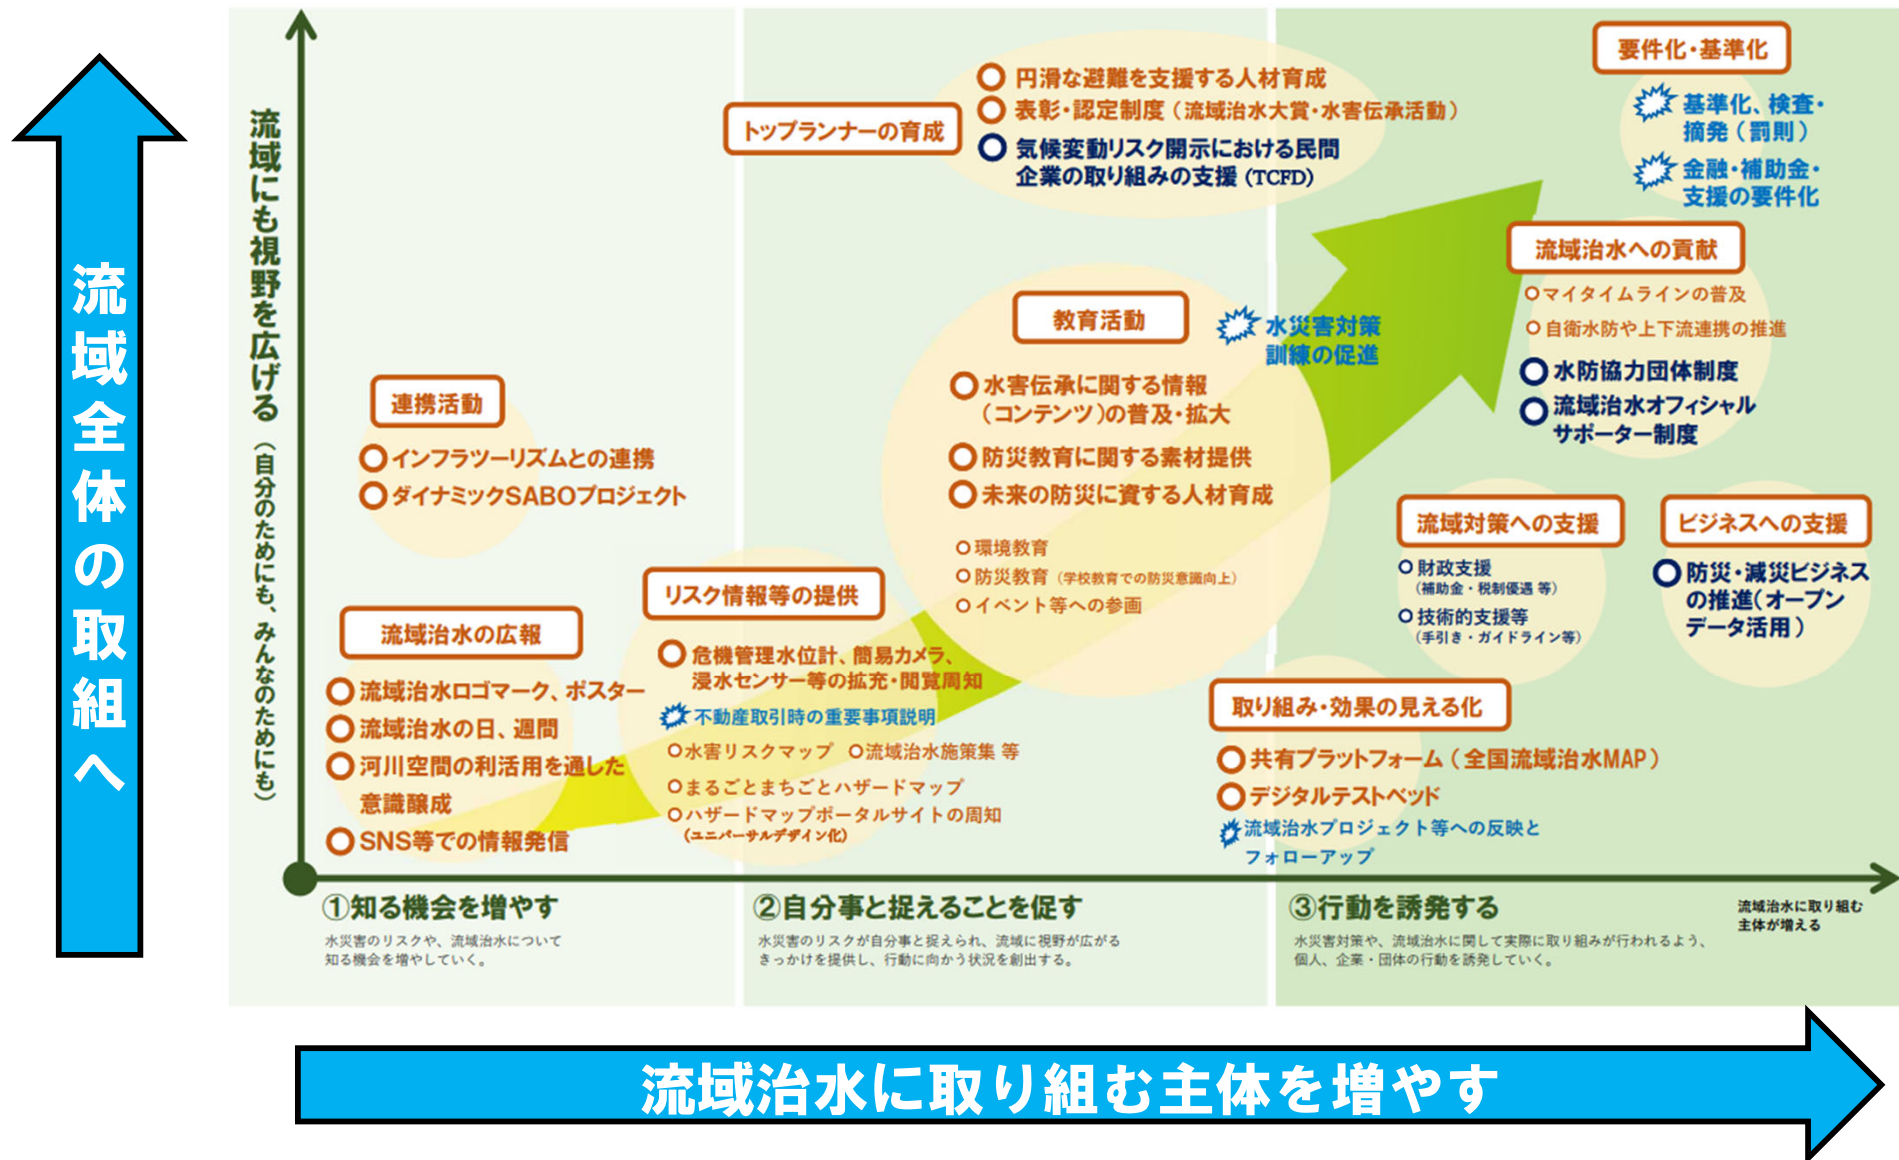 流域全体の取組へ
流域にも視野を広げる（自分のためにも、みんなのためにも）
トップランナーの育成
円滑な避難を支援する人材育成
表彰・認定制度（流域治水大賞・水害伝承活動）
気候変動リスク開示における民間
企業の取り組みの支援（TCFD）
要件化・基準化
基準化、検査・
摘発（罰則）
金融・補助金・
支援の要件化
流域治水への貢献
マイタイムラインの普及
自衛水防や上下流連携の推進
水防協力団体制度
流域治水オフィシャル
サポーター制度
教育活動
水災害対策
訓練の促進
水害伝承に関する情報
（コンテンツ）の普及・拡大
防災教育に関する素材提供
未来の防災に資する人材育成
環境教育
防災教育（学校教育での防災意識向上）
イベント等への参画
連携活動
インフラツーリズムとの連携
ダイナミックSABOプロジェクト
流域対策への支援
財政支援
（補助金・税制優遇 等）
技術的支援等
（手引き・ガイドライン等）
ビジネスへの支援
防災・減災ビジネス
の推進（オープン
データ活用）
リスク情報等の提供
危機管理水位計、簡易カメラ、
浸水センサー等の拡充・閲覧周知
不動産取引時の重要事項説明
水害リスクマップ 流域治水施策集 等
まるごとまちごとハザードマップ
ハザードマップポータルサイトの周知
（ユニバーサルデザイン化）
流域治水の広報
流域治水ロゴマーク、ポスター
流域治水の日、週間
河川空間の利活用を通した
意識醸成
SNS等での情報発信
取り組み・効果の見える化
共有プラットフォーム（全国流域治水MAP）
デジタルテストベッド
流域治水プロジェクト等への反映と
フォローアップ
①知る機会を増やす
水災害のリスクや、流域治水について
知る機会を増やしていく。
②自分事と捉えることを促す
水災害のリスクが自分事と捉えられ、流域に視野が広がる
きっかけを提供し、行動に向かう状況を創出する。
③行動を誘発する
水災害対策や、流域治水に関して実際に取り組みが行われるよう、
個人、企業・団体の行動を誘発していく。
流域治水に取り組む
主体が増える
流域治水に取り組む主体を増やす